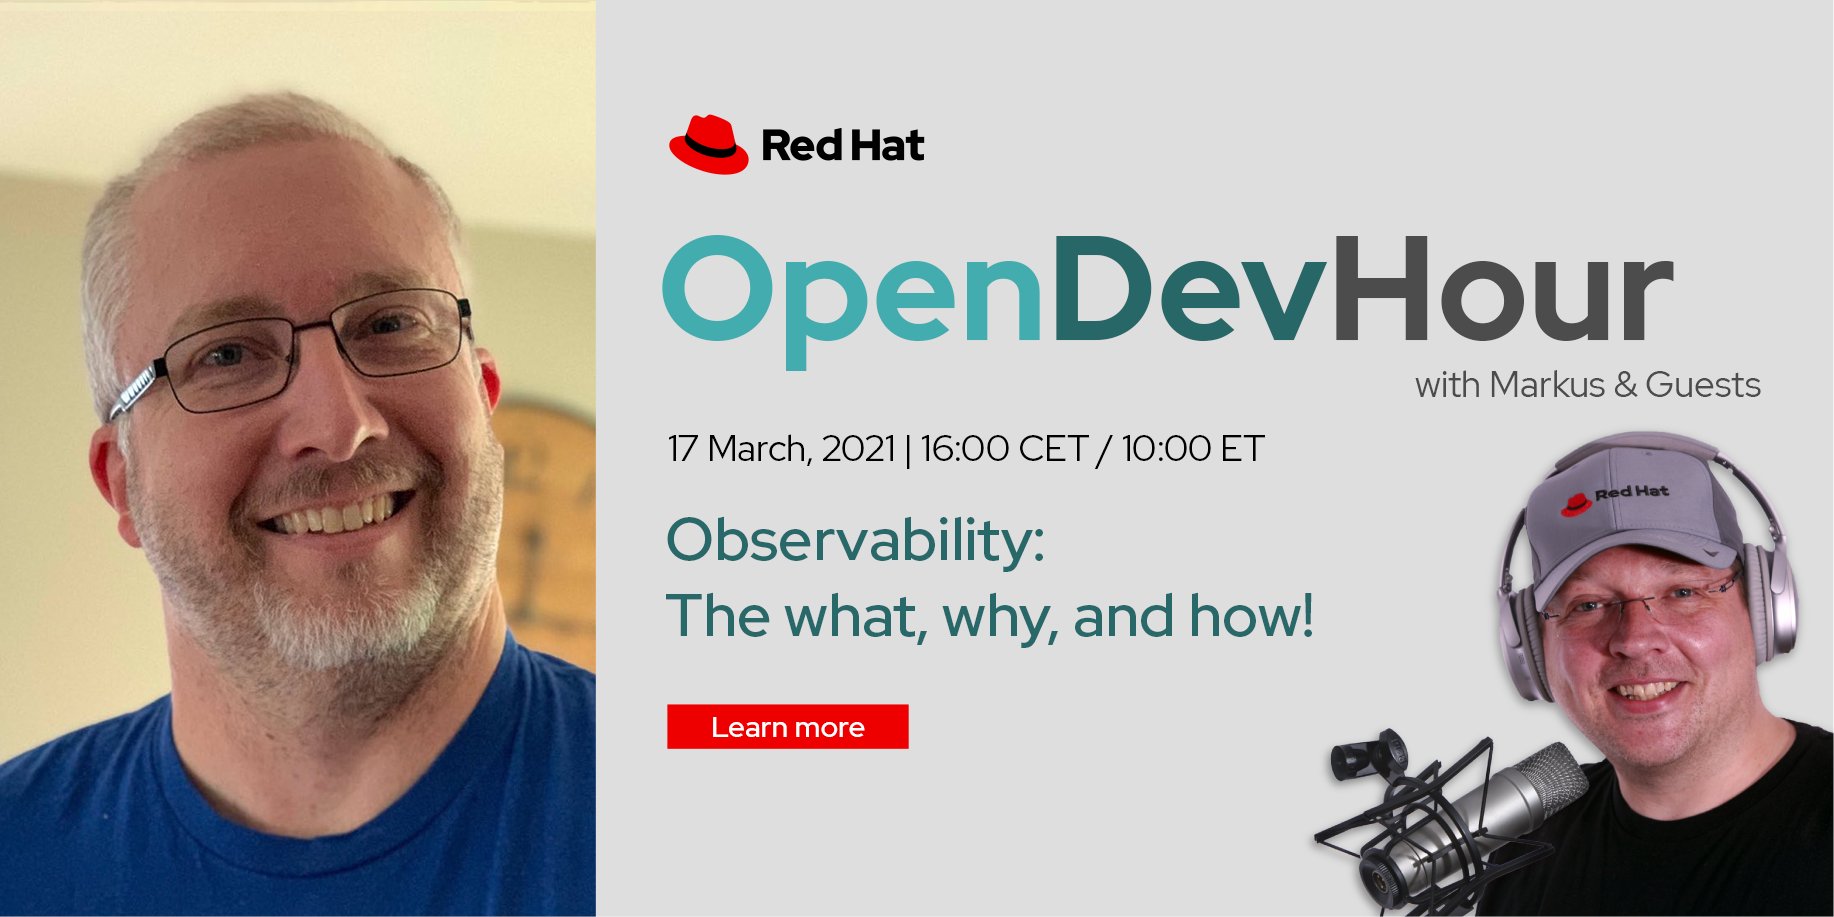 Red Hat
OpenDevHour
with Markus & Guests
17 March, 2021 | 16:00 CET / 10:00 ET
Red Hat
Observability:
The what, why, and how!
Learn more